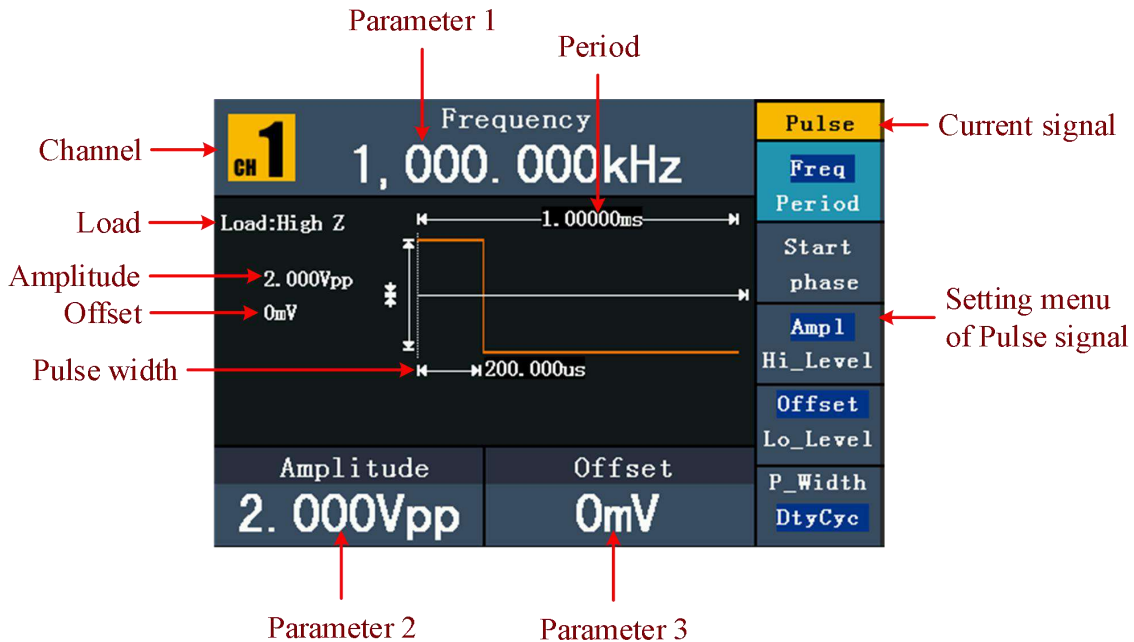 Parameter 1
Period
Channel
CH 1
Frequency
1,000.000kHz
Pulse
Current signal
Freq
Period
Load
Load:High Z
1.00000ms
Start
phase
Amplitude
2.000Vpp
Offset
0mV
Ampl
Hi_Level
Setting menu
of Pulse signal
Pulse width
200.000us
Offset
Lo_Level
Amplitude
2.000Vpp
Offset
0mV
P_Width
DtyCyc
Parameter 2
Parameter 3